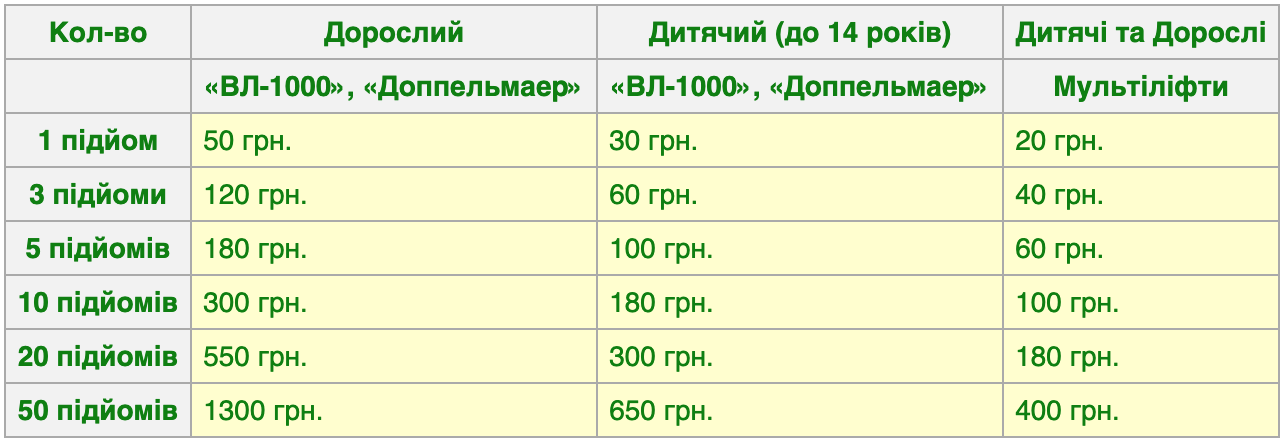 Кол-во Дорослий Дитячий (до 14 років) Дитячі та Дорослі
«ВЛ-1000», «Доппельмаер» «ВЛ-1000», «Доппельмаер» Мультіліфти
1 підйом 50 грн. 30 грн. 20 грн.
3 підйоми 120 грн. 60 грн. 40 грн.
5 підйомів 180 грн. 100 грн. 60 грн.
10 підйомів 300 грн. 180 грн. 100 грн.
20 підйомів 550 грн. 300 грн. 180 грн.
50 підйомів 1300 грн. 650 грн. 400 грн.